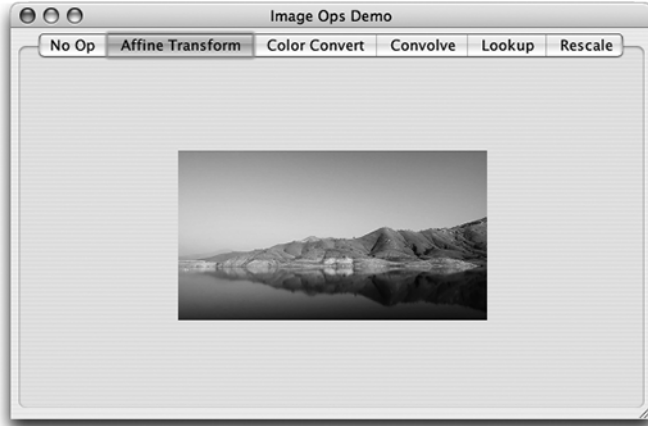 Image Ops Demo
No Op Affine Transform Color Convert Convolve Lookup Rescale